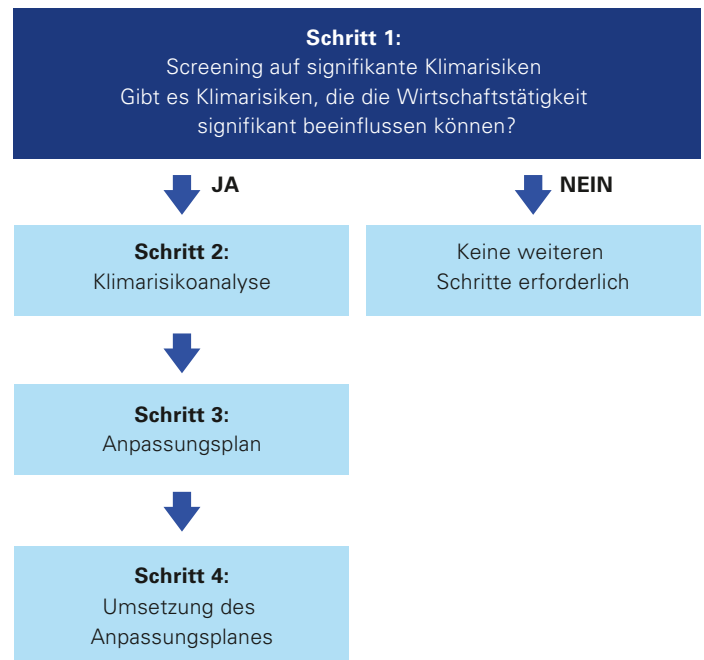 Schritt 1:
Screening auf signifikante Klimarisiken
Gibt es Klimarisiken, die die Wirtschaftstätigkeit
signifikant beeinflussen können?
JA
NEIN
Schritt 2:
Klimarisikoanalyse
Keine weiteren
Schritte erforderlich
Schritt 3:
Anpassungsplan
Schritt 4:
Umsetzung des
Anpassungsplanes